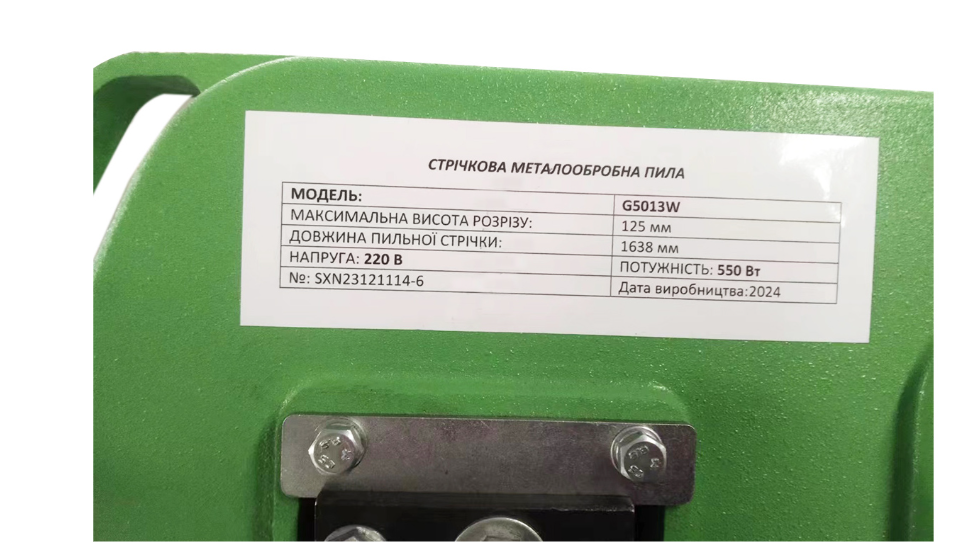 СТРІЧКОВА МЕТАЛООБРОБНА ПИЛА
МОДЕЛЬ: G5013W
МАКСИМАЛЬНА ВИСОТА РОЗРІЗУ: 125 мм
ДОВЖИНА ПИЛЬНОЇ СТРІЧКИ: 1638 мм
НАПРУГА: 220 В ПОТУЖНІСТЬ: 550 Вт
№: SXN23121114-6 Дата виробництва:2024